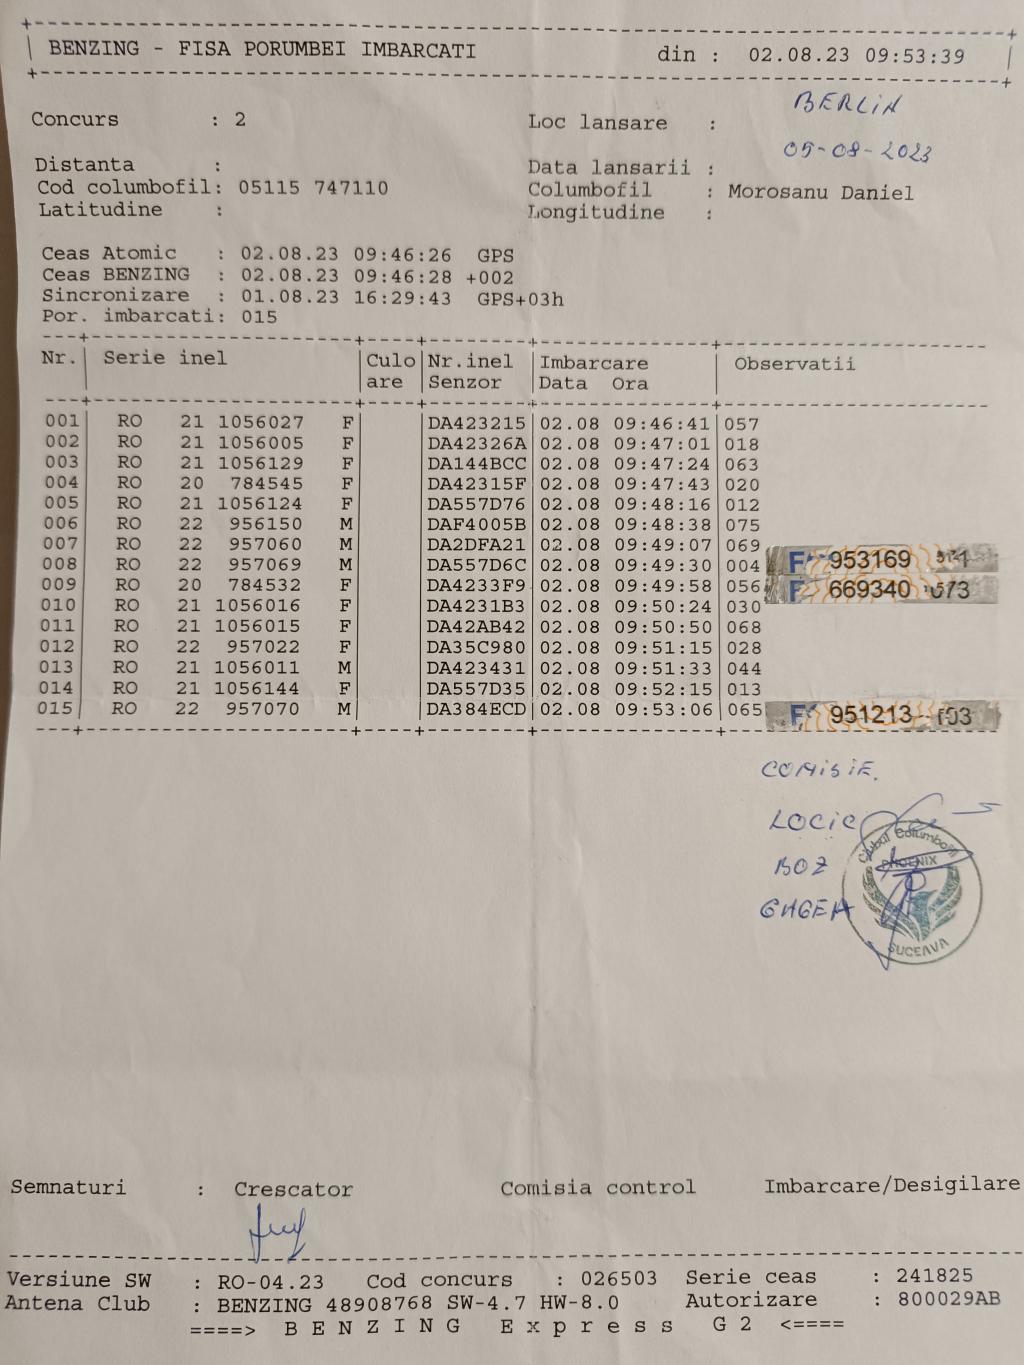 BENZING - FISA PORUMBEI IMBARCATI din : 02.08.23 09:53:39
Concurs : 2 Loc lansare : BERLIN
Distanta : Data lansarii : 05-08-2023
Cod columbofil: 05115 747110 Columbofil : Morosanu Daniel
Latitudine : Longitudine :
Ceas Atomic : 02.08.23 09:46:26 GPS
Ceas BENZING : 02.08.23 09:46:28 +002
Sincronizare : 01.08.23 16:29:43 GPS+03h
Por. imbarcati: 015
Nr. Serie inel Culo Nr.inel Imbarcare Observatii
are Senzor Data Ora
001 RO 21 1056027 F DA423215 02.08 09:46:41 057
002 RO 21 1056005 F DA42326A 02.08 09:47:01 018
003 RO 21 1056129 F DA144BCC 02.08 09:47:24 063
004 RO 20 784545 F DA42315F 02.08 09:47:43 020
005 RO 21 1056124 F DA557D76 02.08 09:48:16 012
006 RO 22 956150 M DAF4005B 02.08 09:48:38 075
007 RO 22 957060 M DA2DFA21 02.08 09:49:07 069
008 RO 22 957069 M DA557D6C 02.08 09:49:30 004 F 953169
009 RO 20 784532 F DA4233F9 02.08 09:49:58 056 F 669340
010 RO 21 1056016 F DA4231B3 02.08 09:50:24 030
011 RO 21 1056015 F DA42AB42 02.08 09:50:50 068
012 RO 22 957022 F DA35C980 02.08 09:51:15 028
013 RO 21 1056011 M DA423431 02.08 09:51:33 044
014 RO 21 1056144 F DA557D35 02.08 09:52:15 013
015 RO 22 957070 M DA384ECD 02.08 09:53:06 065 F 951213
COMISIE.
LOCIC
BOZ
Clubul Columbofil
PHOENIX
SUCEAVA
Semnaturi : Crescator Comisia control Imbarcare/Desigilare
Versiune SW : RO-04.23 Cod concurs : 026503 Serie ceas : 241825
Antena Club : BENZING 48908768 SW-4.7 HW-8.0 Autorizare : 800029AB
====> B E N Z I N G E x p r e s s G 2 <====